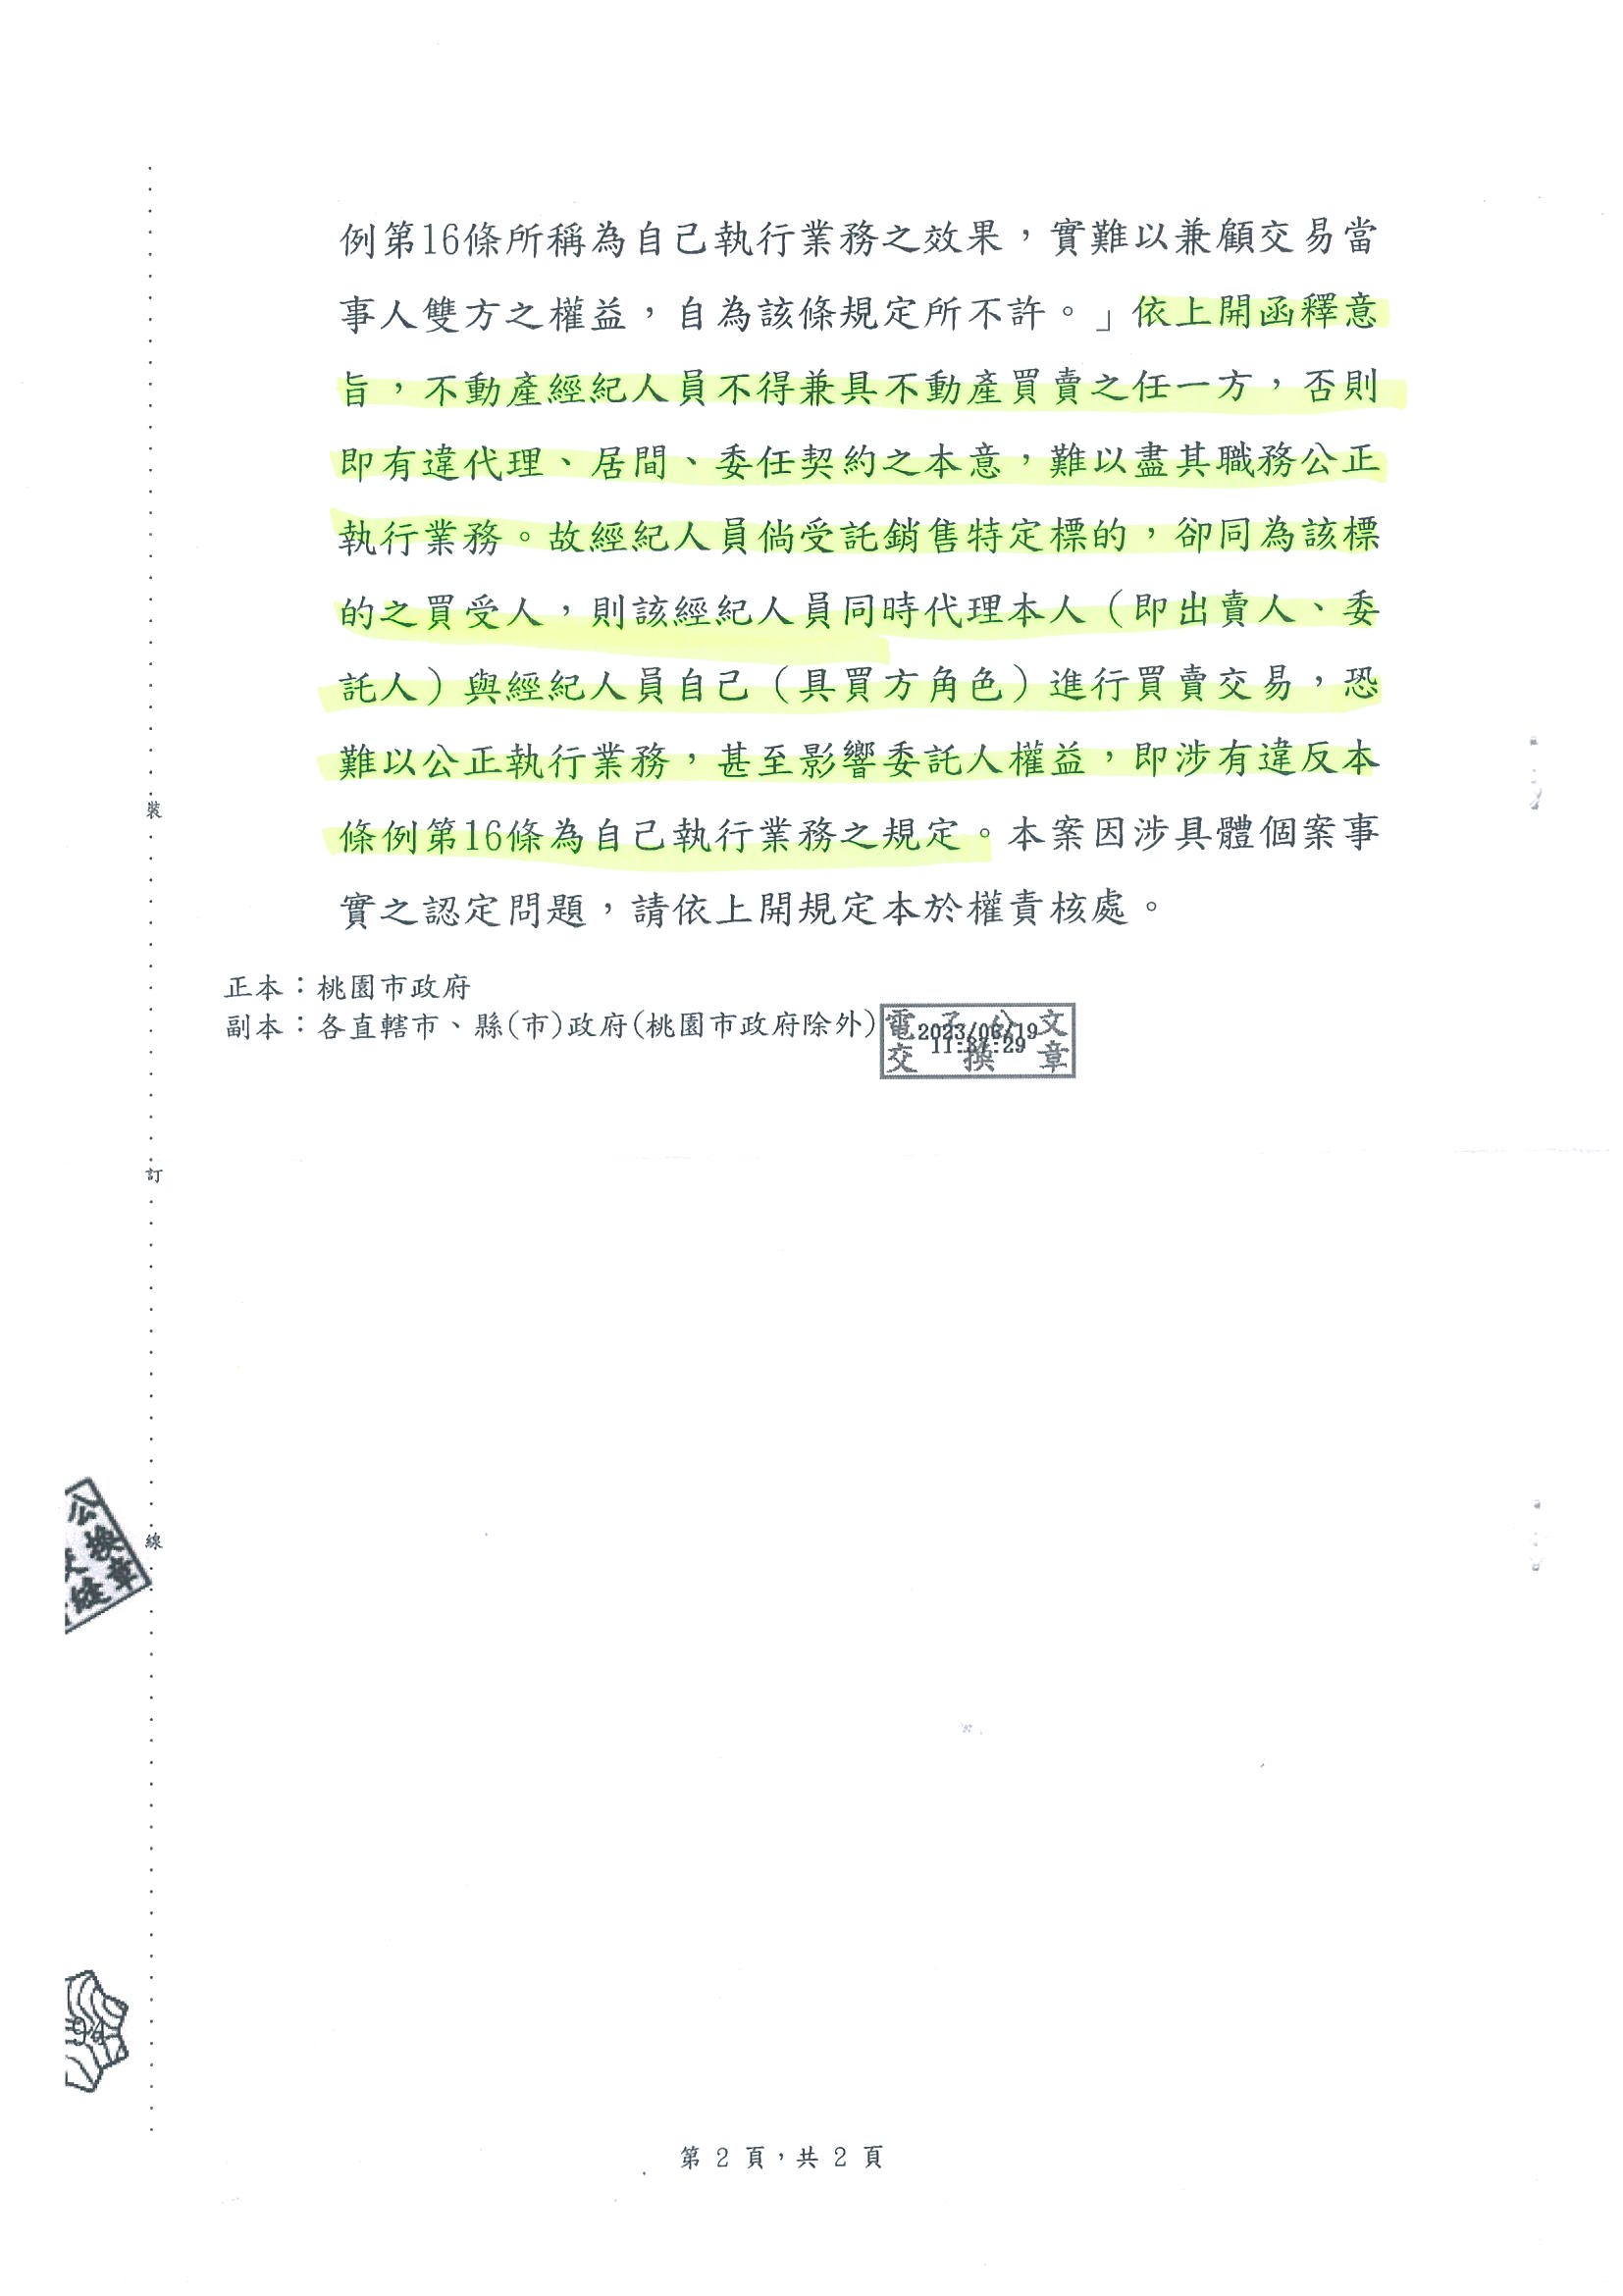 例第16條所稱為自己執行業務之效果，實難以兼顧交易當
事人雙方之權益，自為該條規定所不許。」依上開函釋意
旨，不動產經紀人員不得兼具不動產買賣之任一方，否則
即有違代理、居間、委任契約之本意，難以盡其職務公正
執行業務。故經紀人員倘受託銷售特定標的，卻同為該標
的之買受人，則該經紀人員同時代理本人（即出賣人、委
託人）與經紀人員自己（具買方角色）進行買賣交易，恐
難以公正執行業務，甚至影響委託人權益，即涉有違反本
條例第16條為自己執行業務之規定。本案因涉具體個案事
實之認定問題，請依上開規定本於權責核處。
正本：桃園市政府
副本：各直轄市、縣(市)政府(桃園市政府除外)
電子公文
交換章
裝
訂
線
公
換
縫章
94
第 2 頁，共 2 頁